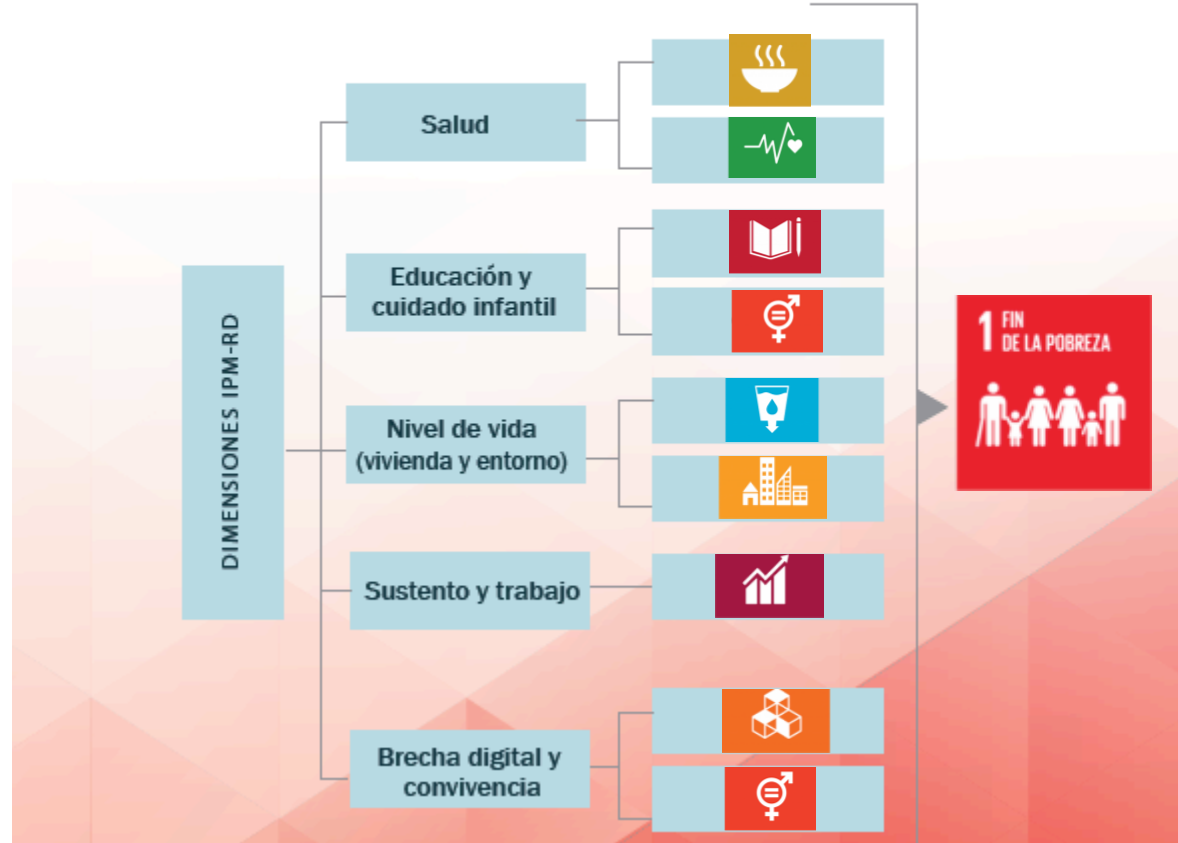 DIMENSIONES IPM-RD
Salud
Educación y
cuidado infantil
Nivel de vida
(vivienda y entorno)
Sustento y trabajo
Brecha digital y
convivencia
1 FIN
DE LA POBREZA